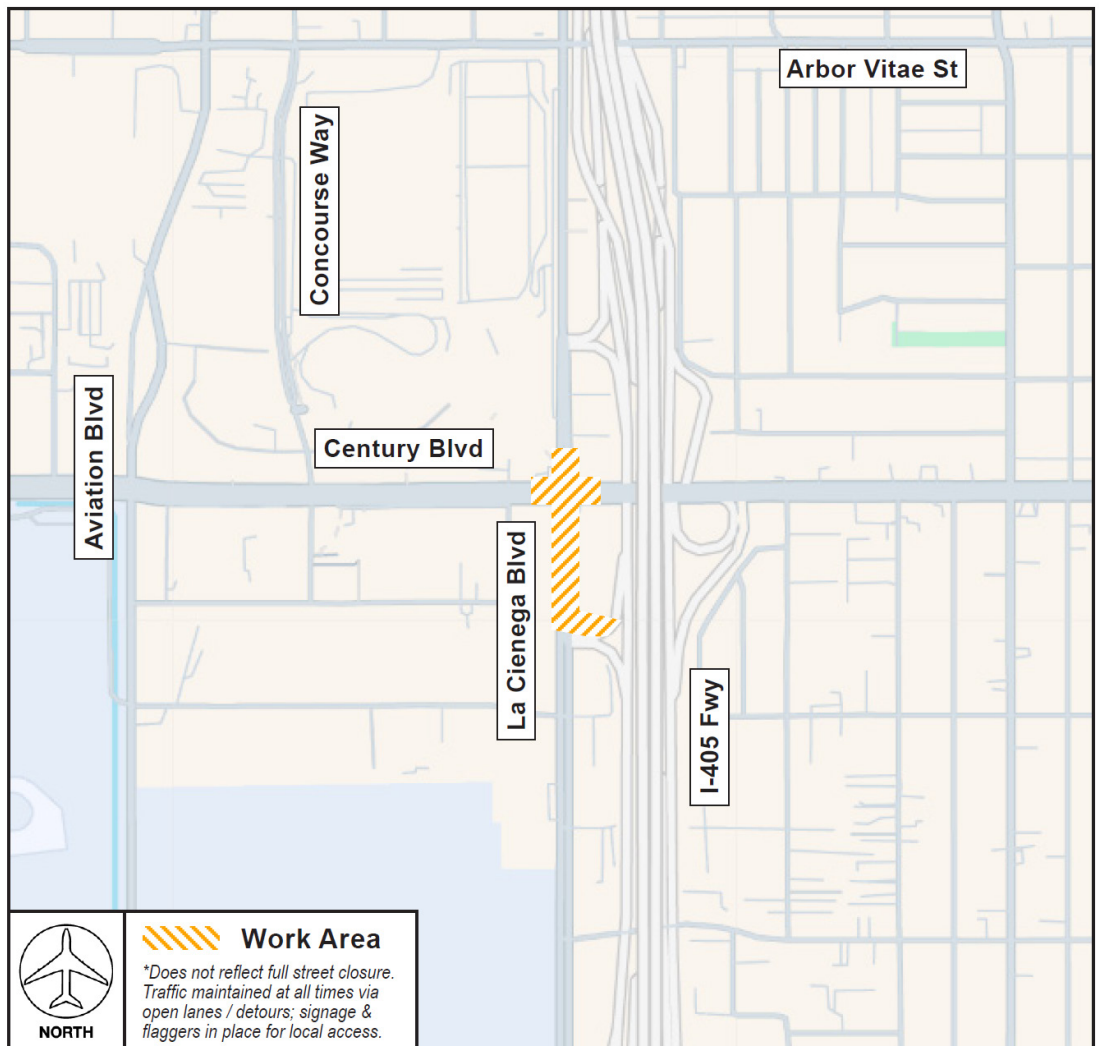 Arbor Vitae St
Concourse Way
Aviation Blvd
Century Blvd
La Cienega Blvd
I-405 Fwy
NORTH
Work Area
*Does not reflect full street closure.
Traffic maintained at all times via
open lanes / detours; signage &
flaggers in place for local access.